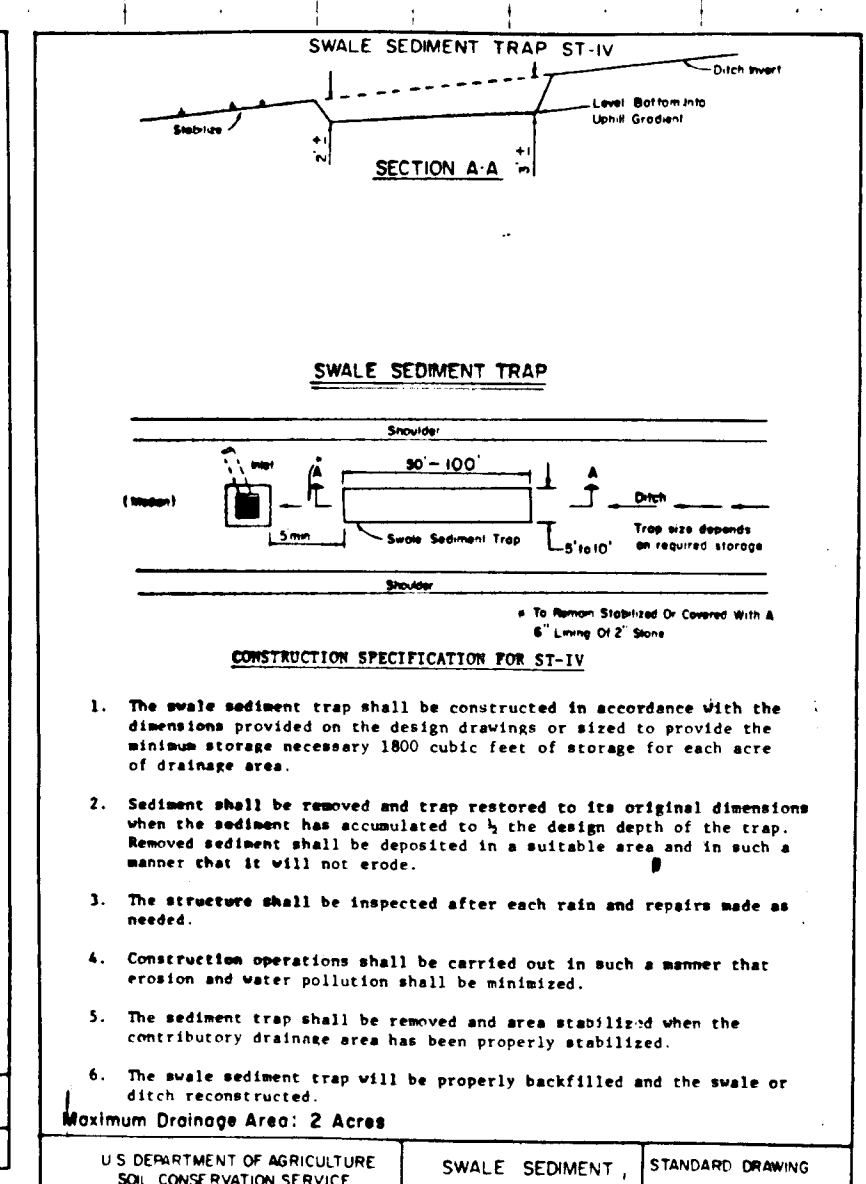 SWALE SEDIMENT TRAP ST-IV
Ditch Invert
Level Bottom Into
Uphill Gradient
Stabilize
2' ±
3' ±
SECTION A-A
SWALE SEDIMENT TRAP
Shoulder
Inlet
*
A
50'-100'
A
(Median)
Ditch
5' min
Swale Sediment Trap
5' to 10'
Trap size depends
on required storage
Shoulder
* To Remain Stabilized Or Covered With A
6" Lining Of 2" Stone
CONSTRUCTION SPECIFICATION FOR ST-IV
1. The swale sediment trap shall be constructed in accordance with the
dimensions provided on the design drawings or sized to provide the
minimum storage necessary 1800 cubic feet of storage for each acre
of drainage area.
2. Sediment shall be removed and trap restored to its original dimensions
when the sediment has accumulated to ½ the design depth of the trap.
Removed sediment shall be deposited in a suitable area and in such a
manner that it will not erode.
3. The structure shall be inspected after each rain and repairs made as
needed.
4. Construction operations shall be carried out in such a manner that
erosion and water pollution shall be minimized.
5. The sediment trap shall be removed and area stabilized when the
contributory drainage area has been properly stabilized.
6. The swale sediment trap will be properly backfilled and the swale or
ditch reconstructed.
Maximum Drainage Area: 2 Acres
U S DEPARTMENT OF AGRICULTURE
SOIL CONSERVATION SERVICE
SWALE SEDIMENT
STANDARD DRAWING